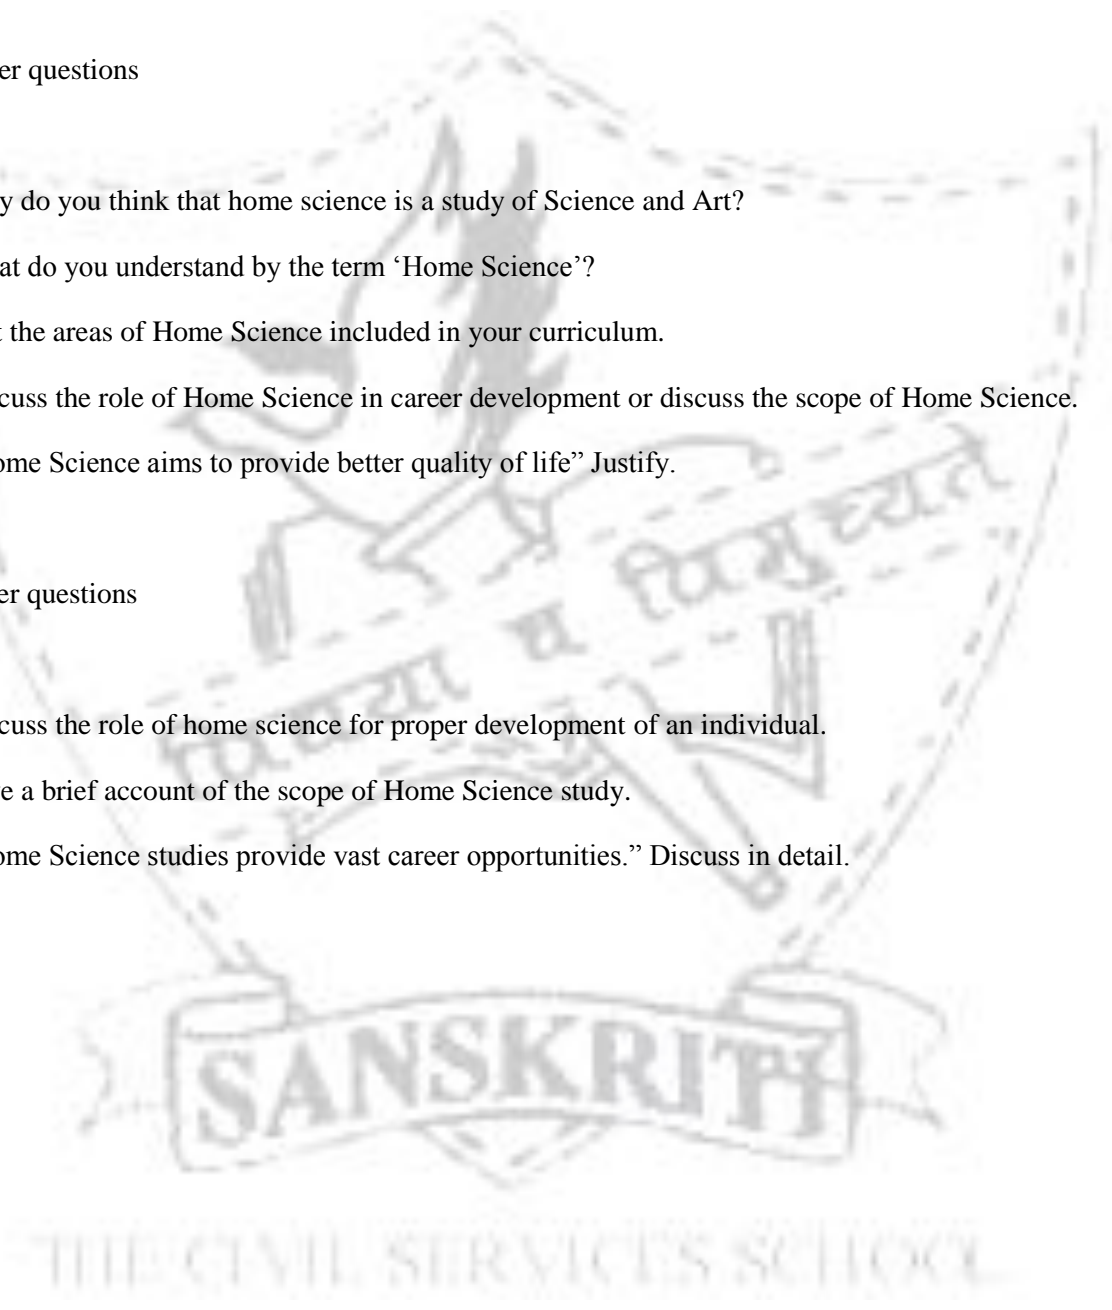 er questions
y do you think that home science is a study of Science and Art?
at do you understand by the term ‘Home Science’?
t the areas of Home Science included in your curriculum.
cuss the role of Home Science in career development or discuss the scope of Home Science.
ome Science aims to provide better quality of life” Justify.
er questions
cuss the role of home science for proper development of an individual.
e a brief account of the scope of Home Science study.
ome Science studies provide vast career opportunities.” Discuss in detail.
विद्यया च विमुच्यते
SANSKRITI
THE CIVIL SERVICES SCHOOL